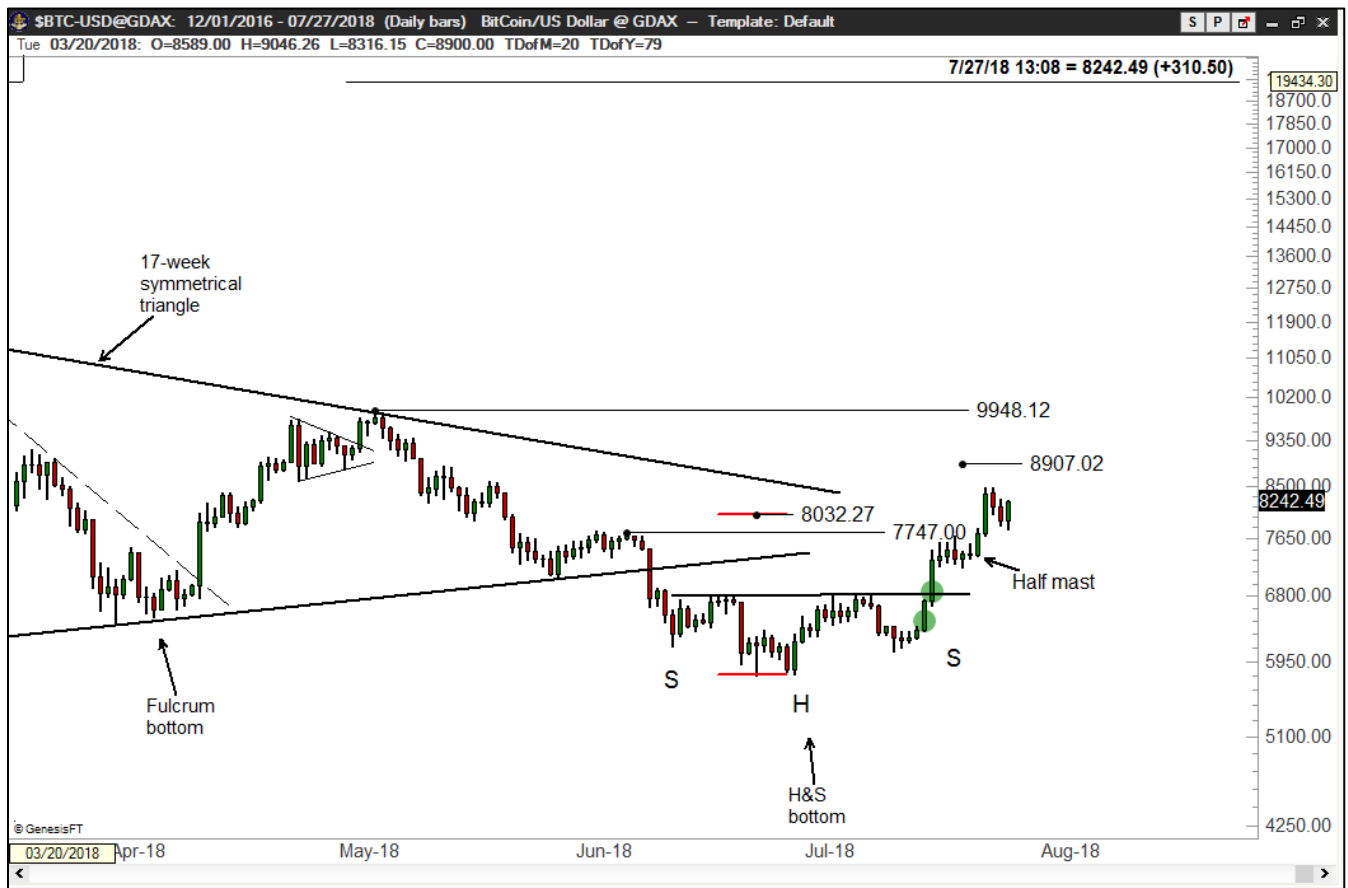 $BTC-USD@GDAX: 12/01/2016 - 07/27/2018 (Daily bars) BitCoin/US Dollar @ GDAX – Template: Default
S P
Tue 03/20/2018: O=8589.00 H=9046.26 L=8316.15 C=8900.00 TDofM=20 TDofY=79
7/27/18 13:08 = 8242.49 (+310.50)
19434.30
18700.0
17850.0
17000.0
16150.0
15300.0
14450.0
13600.0
12750.0
11900.0
11050.0
10200.0
9350.00
8500.00
8242.49
7650.00
6800.00
5950.00
5100.00
4250.00
17-week
symmetrical
triangle
9948.12
8907.02
8032.27
7747.00
Half mast
S
H
S
Fulcrum
bottom
H&S
bottom
© GenesisFT
03/20/2018
Apr-18 May-18 Jun-18 Jul-18 Aug-18